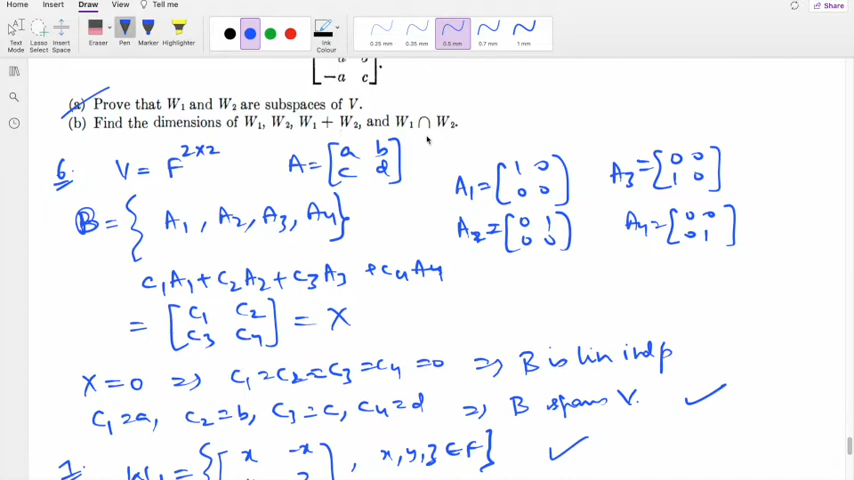 Home Insert Draw View Tell me
Share
Text Mode
Lasso Select
Insert Space
Eraser
Pen
Marker
Highlighter
Ink Colour
0.25 mm
0.35 mm
0.5 mm
0.7 mm
1 mm
[-a c].
(a) Prove that W₁ and W₂ are subspaces of V.
(b) Find the dimensions of W₁, W₂, W₁ + W₂, and W₁ ∩ W₂.
6. V = F^{2×2} A = [a b
c d]
A₁ = [1 0
0 0]
A₃ = [0 0
1 0]
B = { A₁, A₂, A₃, A₄}
A₂ = [0 1
0 0]
A₄ = [0 0
0 1]
c₁A₁ + c₂A₂ + c₃A₃ + c₄A₄
= [c₁ c₂
c₃ c₄] = X
X = 0 ⇒ c₁ = c₂ = c₃ = c₄ = 0 ⇒ B is lin indp
c₁ = a, c₂ = b, c₃ = c, c₄ = d ⇒ B spans V. ✓
7. W₁ = {[x -x
, x, y, z ∈ F} ✓